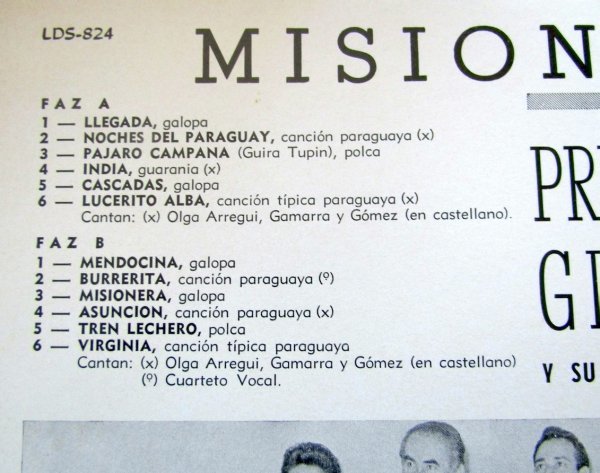 LDS-824
MISION
FAZ A
1 — LLEGADA, galopa
2 — NOCHES DEL PARAGUAY, canción paraguaya (x)
3 — PAJARO CAMPANA (Guira Tupin), polca
4 — INDIA, guarania (x)
5 — CASCADAS, galopa
6 — LUCERITO ALBA, canción típica paraguaya (x)
Cantan: (x) Olga Arregui, Gamarra y Gómez (en castellano).
PR
FAZ B
1 — MENDOCINA, galopa
2 — BURRERITA, canción paraguaya (º)
3 — MISIONERA, galopa
4 — ASUNCION, canción paraguaya (x)
5 — TREN LECHERO, polca
6 — VIRGINIA, canción típica paraguaya
Cantan: (x) Olga Arregui, Gamarra y Gómez (en castellano)
(º) Cuarteto Vocal.
G
Y SU